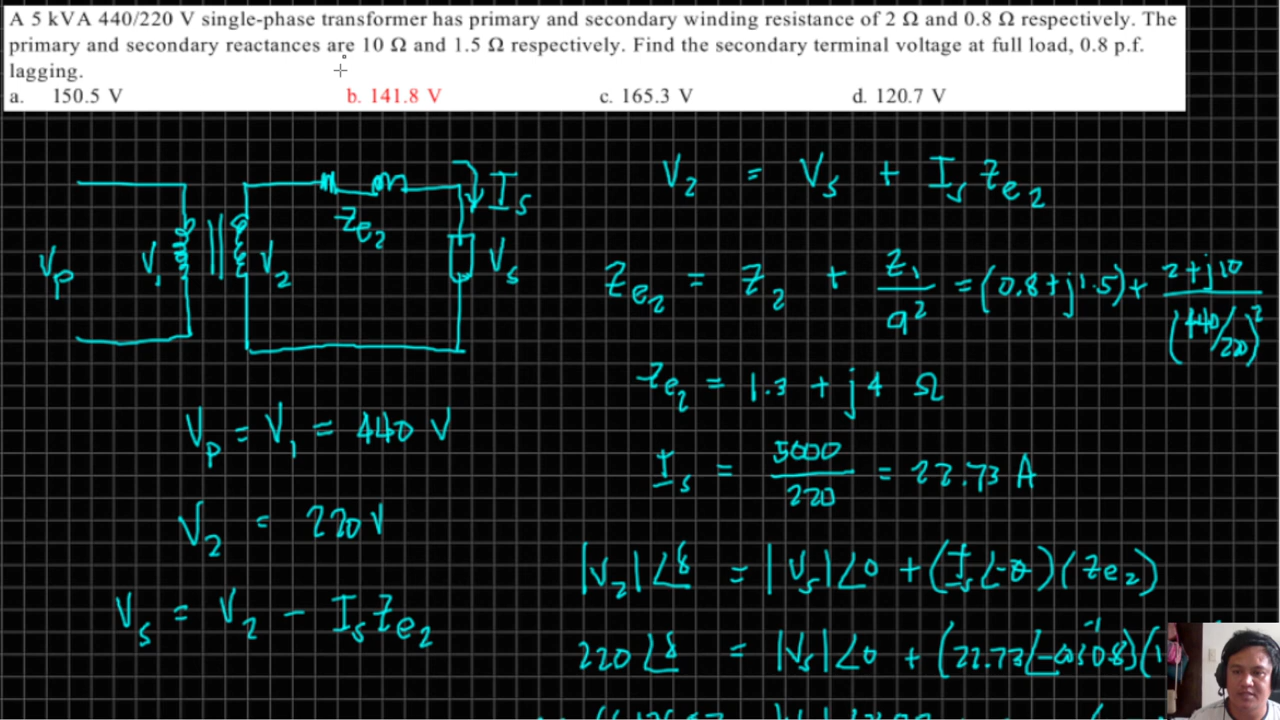 A 5 kVA 440/220 V single-phase transformer has primary and secondary winding resistance of 2 Ω and 0.8 Ω respectively. The
primary and secondary reactances are 10 Ω and 1.5 Ω respectively. Find the secondary terminal voltage at full load, 0.8 p.f.
lagging.
a. 150.5 V b. 141.8 V c. 165.3 V d. 120.7 V
Vp V₁ V₂ Ze₂ Is Vs
Vp = V₁ = 440 V
V₂ = 220 V
Vs = V₂ - Is Ze₂
V₂ = Vs + Is Ze₂
Ze₂ = Z₂ + Z₁/a² = (0.8 + j1.5) + (2 + j10)/(440/220)²
Ze₂ = 1.3 + j4 Ω
Is = 5000/220 = 22.73 A
|V₂|∠δ = |Vs|∠0 + (Is∠-θ)(Ze₂)
220∠δ = |Vs|∠0 + (22.73∠-cos⁻¹0.8)(1